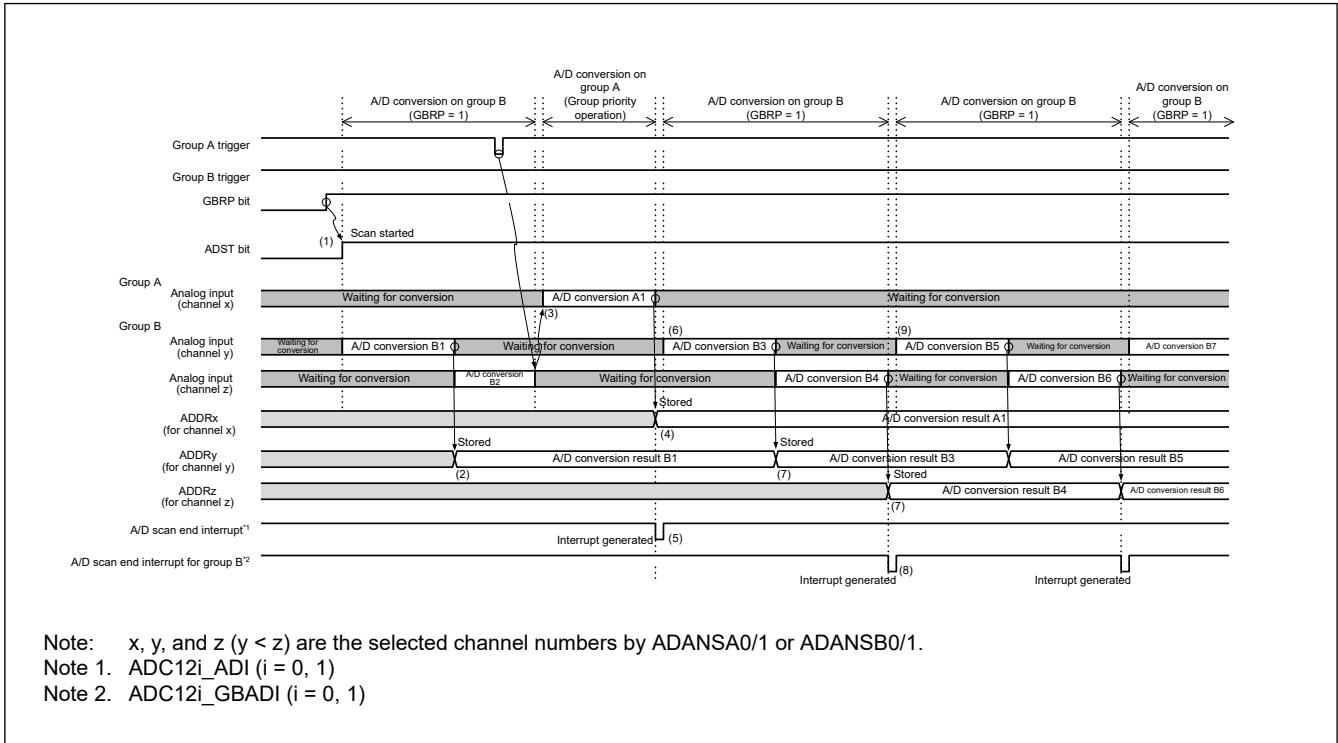 A/D conversion on
group A
(Group priority
operation)
A/D conversion on group B
(GBRP = 1)
A/D conversion on group B
(GBRP = 1)
A/D conversion on group B
(GBRP = 1)
A/D conversion on
group B
(GBRP = 1)
Group A trigger
Group B trigger
GBRP bit
ADST bit
(1)
Scan started
Group A
Analog input
(channel x)
Waiting for conversion
A/D conversion A1
Waiting for conversion
(3)
Group B
(6)
(9)
Analog input
(channel y)
Waiting for
conversion
A/D conversion B1
Waiting for conversion
A/D conversion B3
Waiting for conversion
A/D conversion B5
Waiting for conversion
A/D conversion B7
Analog input
(channel z)
Waiting for conversion
A/D conversion
B2
Waiting for conversion
A/D conversion B4
Waiting for conversion
A/D conversion B6
Waiting for conversion
Stored
ADDRx
(for channel x)
A/D conversion result A1
(4)
Stored
Stored
ADDRy
(for channel y)
A/D conversion result B1
A/D conversion result B3
A/D conversion result B5
(2)
(7)
Stored
ADDRz
(for channel z)
A/D conversion result B4
A/D conversion result B6
(7)
A/D scan end interrupt*1
Interrupt generated
(5)
A/D scan end interrupt for group B*2
(8)
Interrupt generated
Interrupt generated
Note: x, y, and z (y < z) are the selected channel numbers by ADANSA0/1 or ADANSB0/1.
Note 1. ADC12i_ADI (i = 0, 1)
Note 2. ADC12i_GBADI (i = 0, 1)